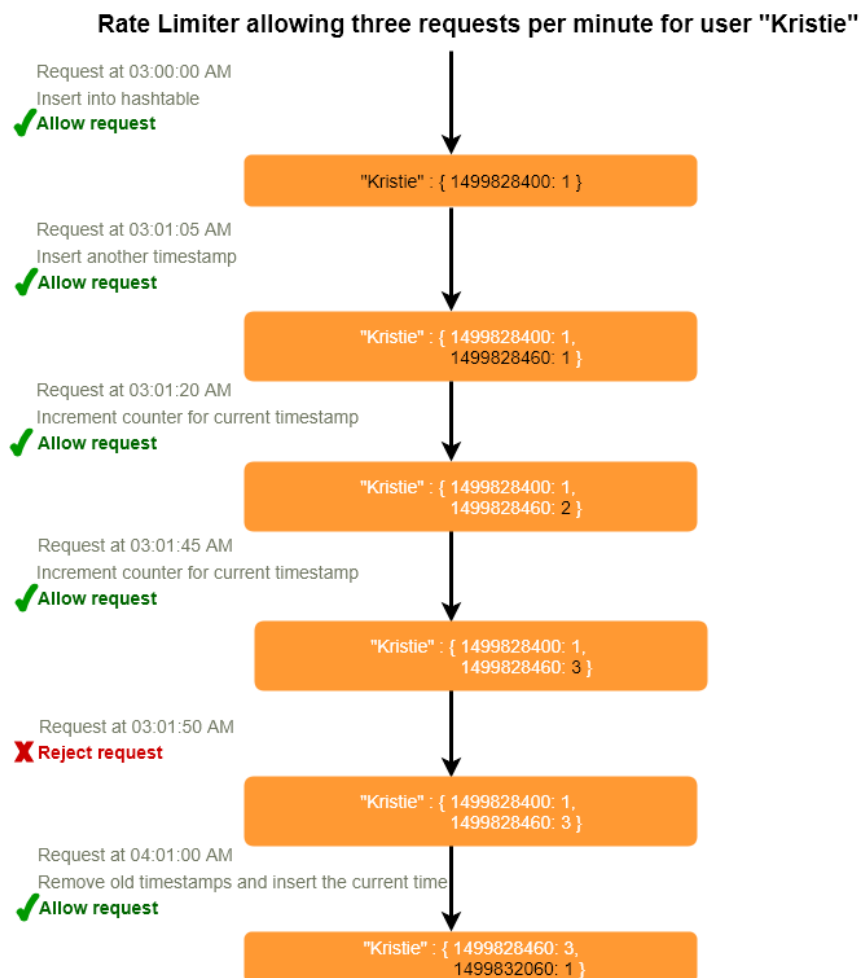 Rate Limiter allowing three requests per minute for user "Kristie"
Request at 03:00:00 AM
Insert into hashtable
Allow request
"Kristie" : { 1499828400: 1 }
Request at 03:01:05 AM
Insert another timestamp
Allow request
"Kristie" : { 1499828400: 1,
1499828460: 1 }
Request at 03:01:20 AM
Increment counter for current timestamp
Allow request
"Kristie" : { 1499828400: 1,
1499828460: 2 }
Request at 03:01:45 AM
Increment counter for current timestamp
Allow request
"Kristie" : { 1499828400: 1,
1499828460: 3 }
Request at 03:01:50 AM
Reject request
"Kristie" : { 1499828400: 1,
1499828460: 3 }
Request at 04:01:00 AM
Remove old timestamps and insert the current time
Allow request
"Kristie" : { 1499828460: 3,
1499832060: 1 }